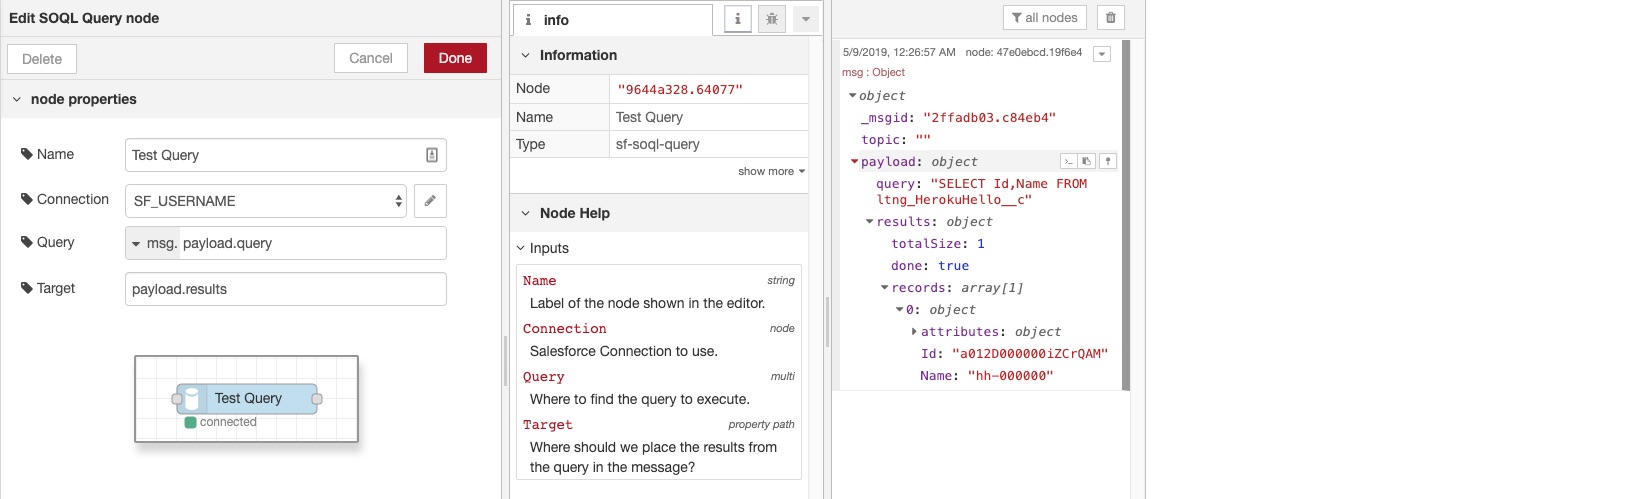 Edit SOQL Query node
Delete
Cancel
Done
node properties
Name
Test Query
Connection
SF_USERNAME
Query
msg. payload.query
Target
payload.results
Test Query
connected
i info
i
Information
Node "9644a328.64077"
Name Test Query
Type sf-soql-query
show more
Node Help
Inputs
Name string
Label of the node shown in the editor.
Connection node
Salesforce Connection to use.
Query multi
Where to find the query to execute.
Target property path
Where should we place the results from
the query in the message?
all nodes
5/9/2019, 12:26:57 AM node: 47e0ebcd.19f6e4
msg : Object
object
_msgid: "2ffadb03.c84eb4"
topic: ""
payload: object
query: "SELECT Id,Name FROM
ltng_HerokuHello__c"
results: object
totalSize: 1
done: true
records: array[1]
0: object
attributes: object
Id: "a012D000000iZCrQAM"
Name: "hh-000000"